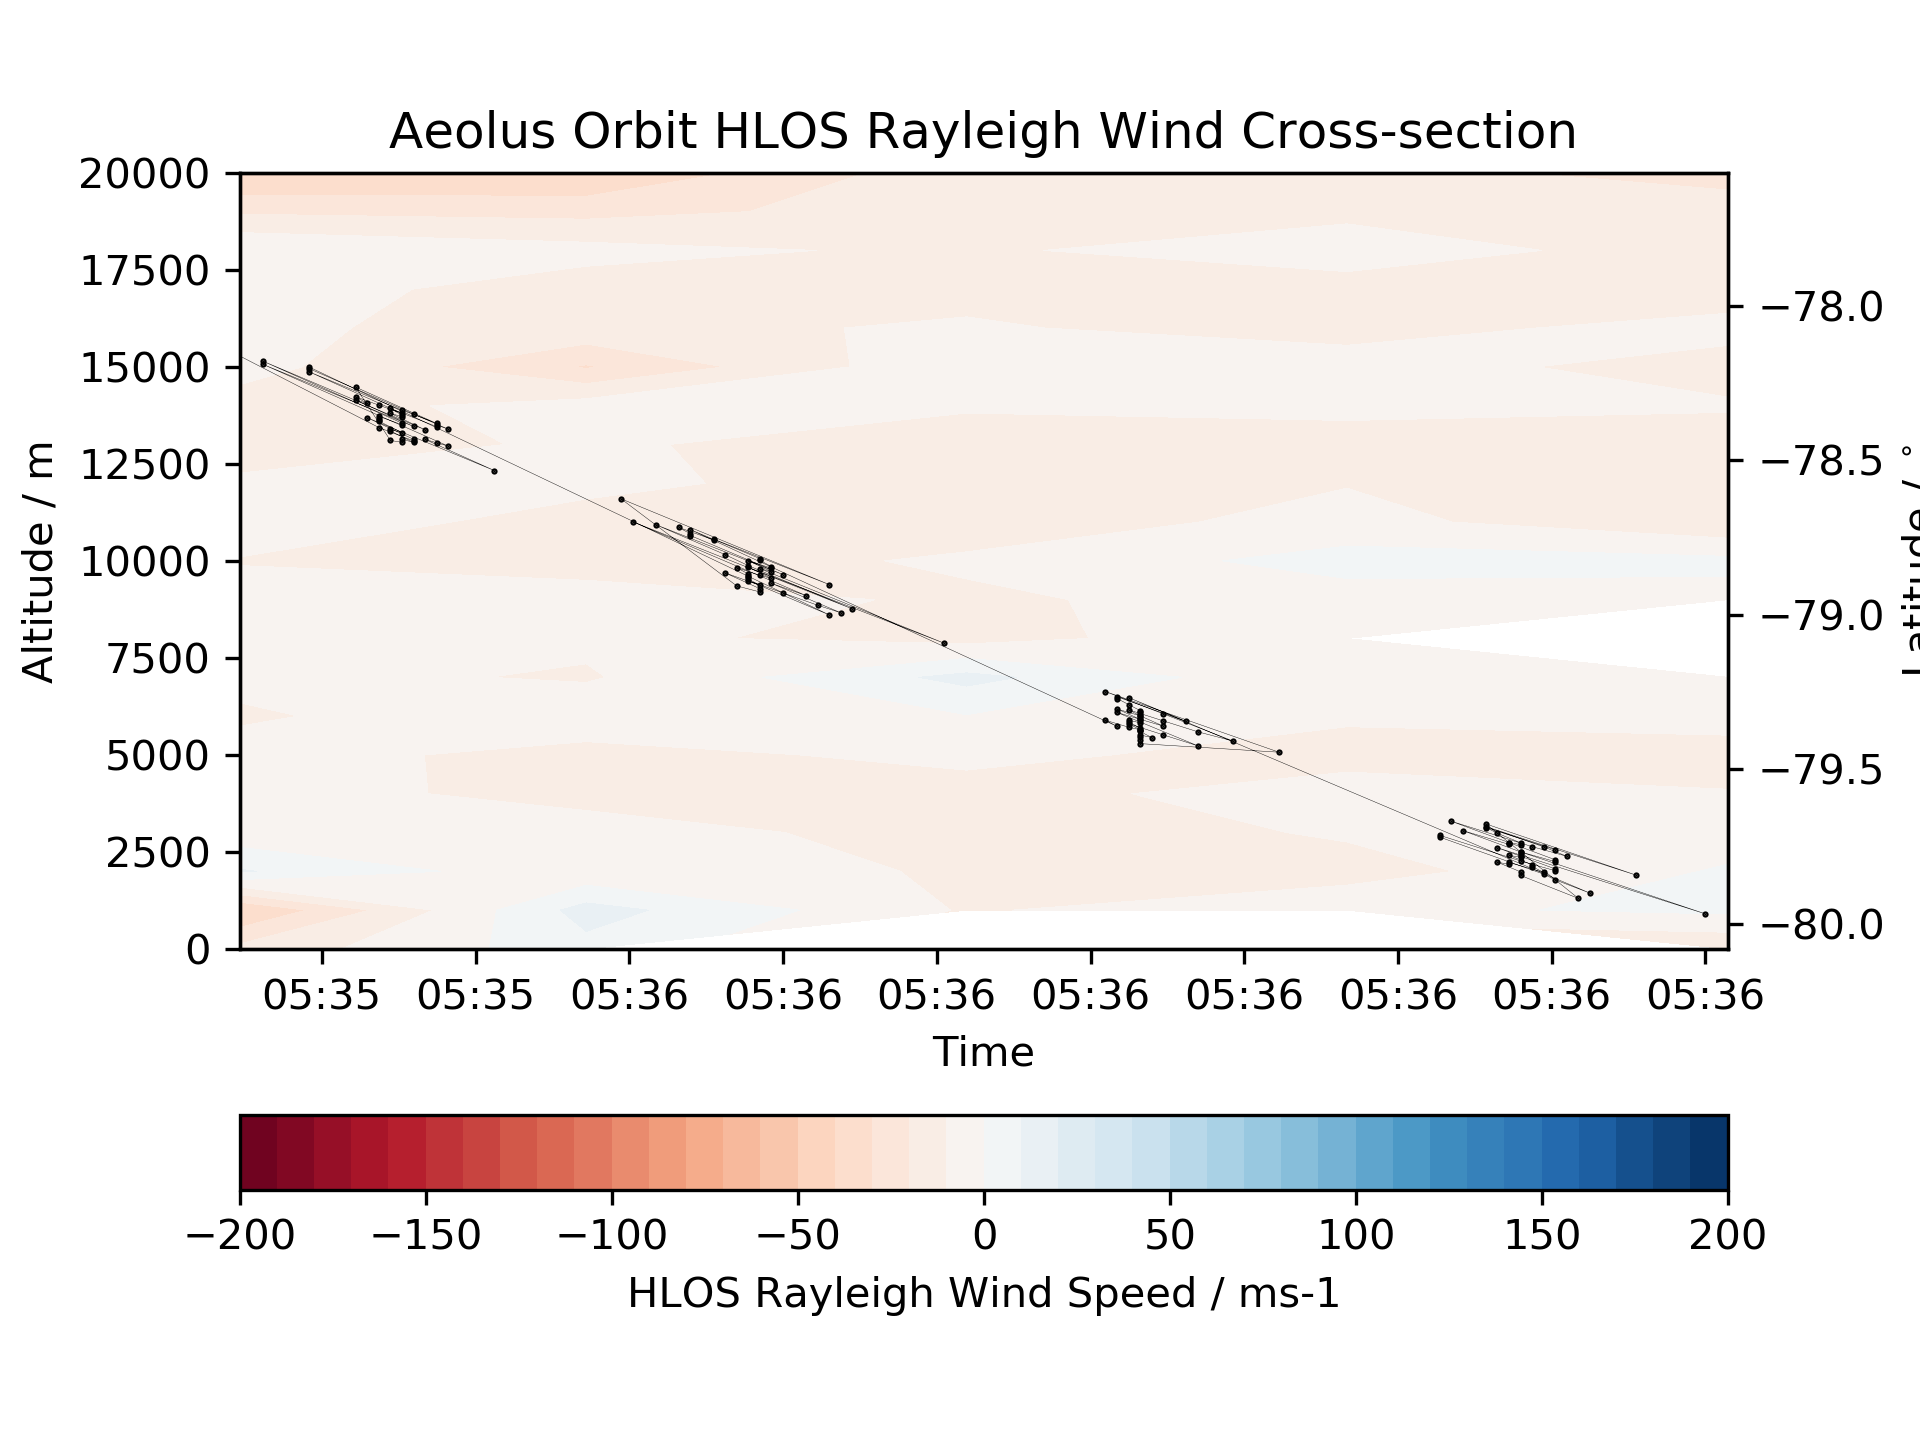 Aeolus Orbit HLOS Rayleigh Wind Cross-section
20000
17500
15000
12500
10000
7500
5000
2500
0
Altitude / m
−78.0
−78.5
−79.0
−79.5
−80.0
Latitude / °
05:35 05:35 05:36 05:36 05:36 05:36 05:36 05:36 05:36 05:36
Time
−200 −150 −100 −50 0 50 100 150 200
HLOS Rayleigh Wind Speed / ms-1